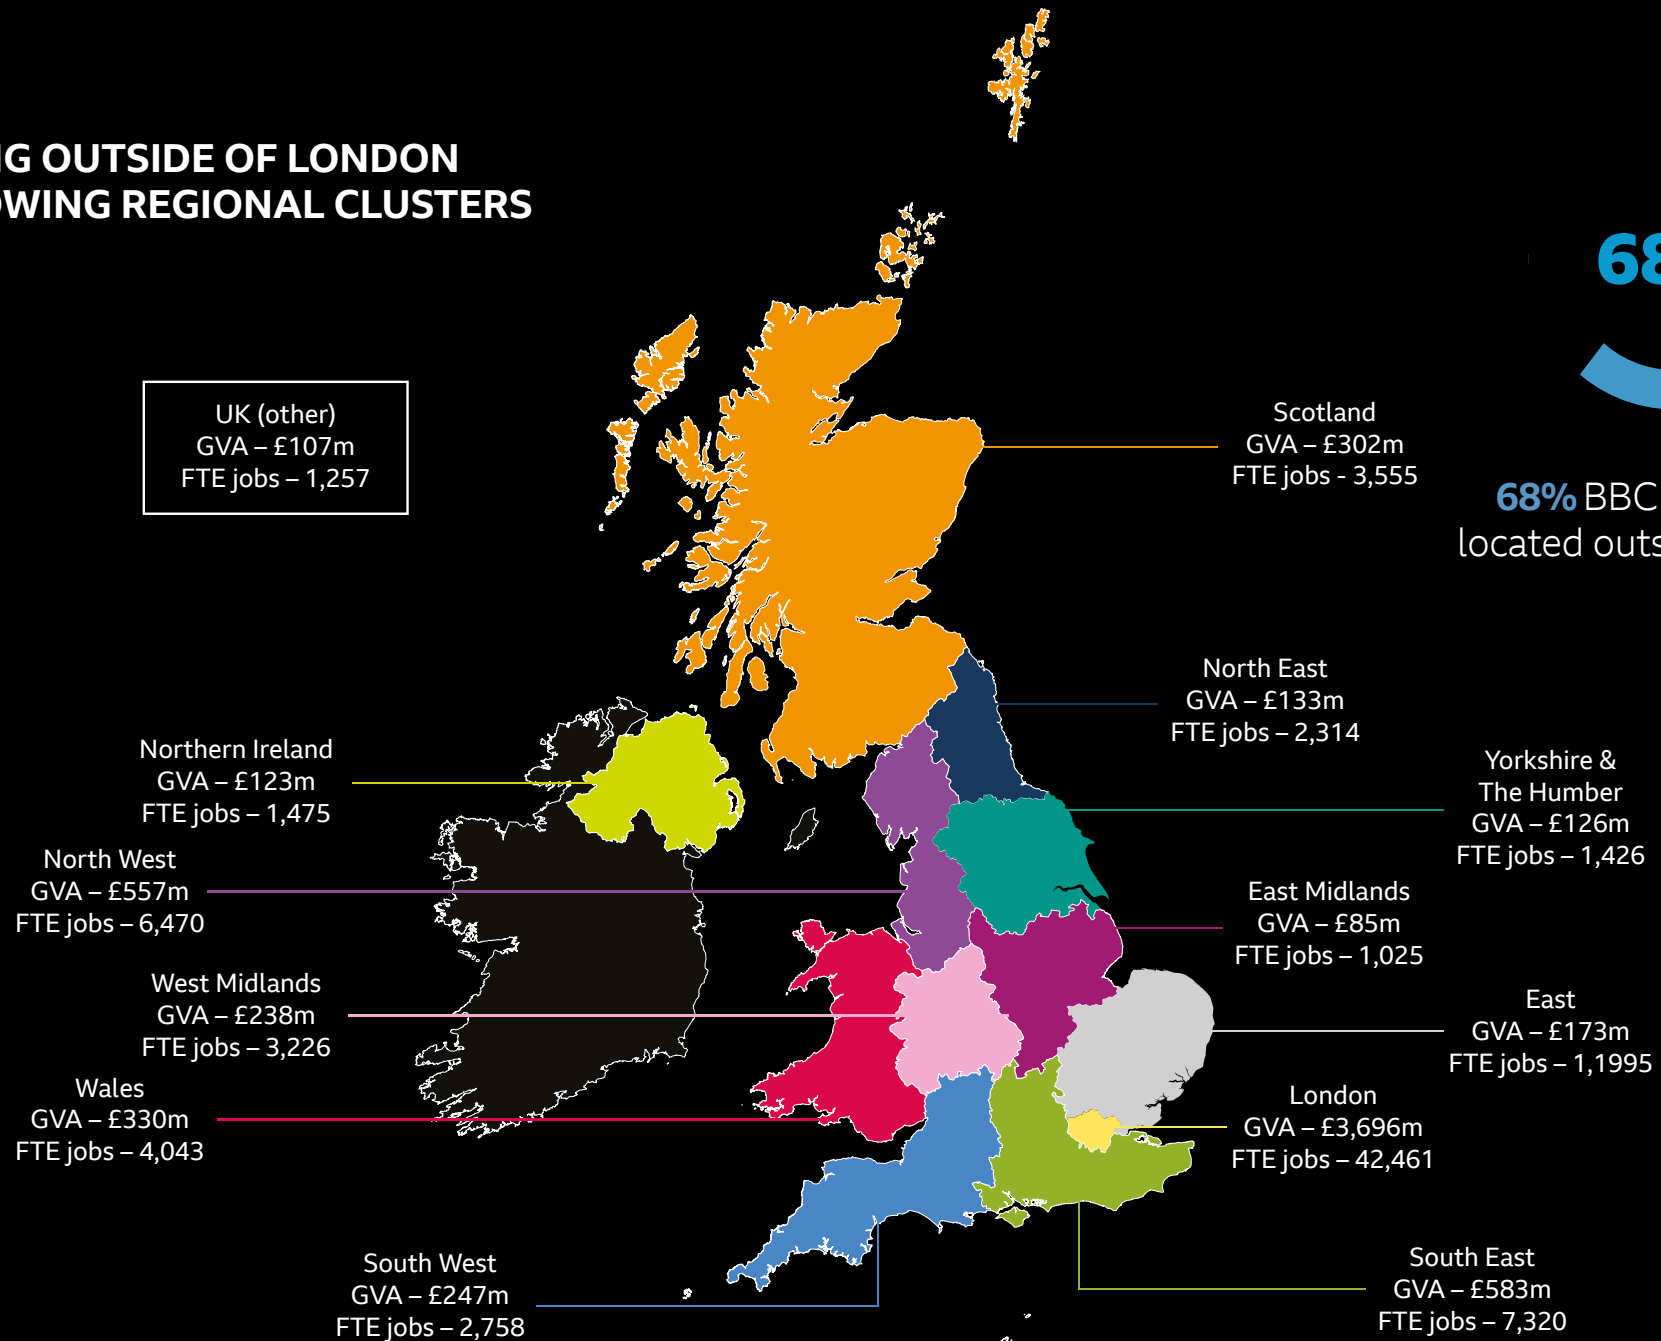 G OUTSIDE OF LONDON
OWING REGIONAL CLUSTERS
UK (other)
GVA – £107m
FTE jobs – 1,257
Scotland
GVA – £302m
FTE jobs - 3,555
68
68% BBC
located outs
North East
GVA – £133m
FTE jobs – 2,314
Northern Ireland
GVA – £123m
FTE jobs – 1,475
Yorkshire &
The Humber
GVA – £126m
FTE jobs – 1,426
North West
GVA – £557m
FTE jobs – 6,470
East Midlands
GVA – £85m
FTE jobs – 1,025
West Midlands
GVA – £238m
FTE jobs – 3,226
East
GVA – £173m
FTE jobs – 1,1995
Wales
GVA – £330m
FTE jobs – 4,043
London
GVA – £3,696m
FTE jobs – 42,461
South West
GVA – £247m
FTE jobs – 2,758
South East
GVA – £583m
FTE jobs – 7,320